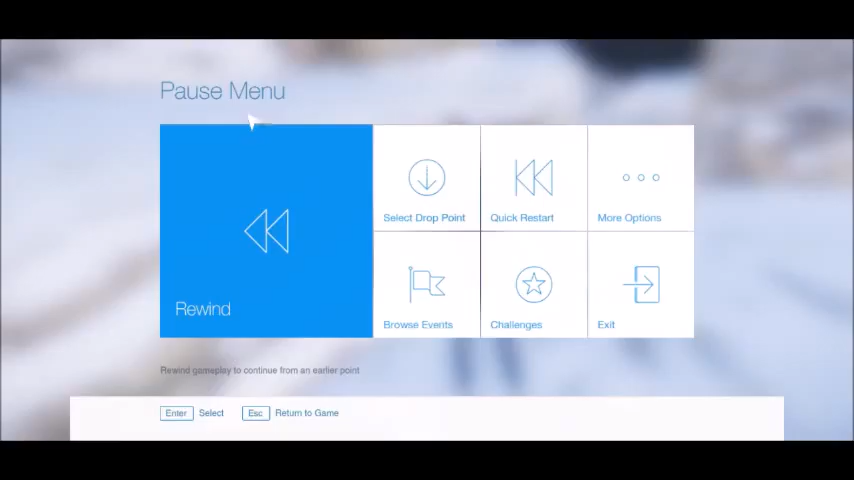 Pause Menu
Select Drop Point
Quick Restart
More Options
Rewind
Browse Events
Challenges
Exit
Rewind gameplay to continue from an earlier point
Enter Select Esc Return to Game